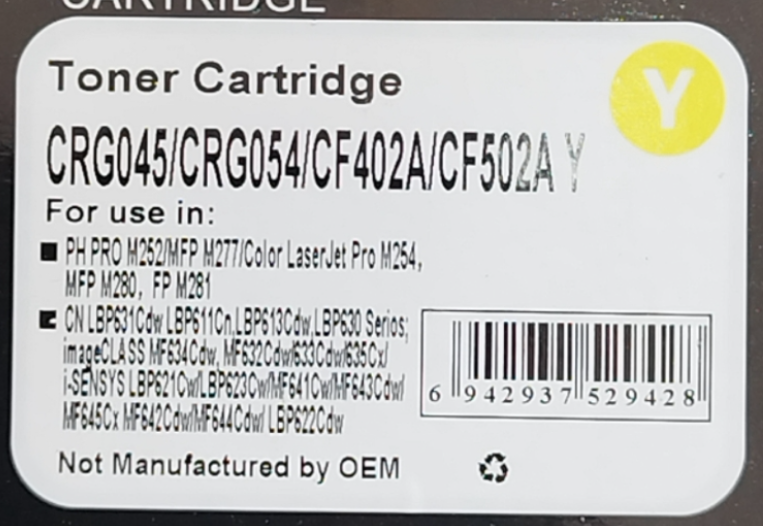 CARTRIDGE
Toner Cartridge
Y
CRG045/CRG054/CF402A/CF502A Y
For use in:
PH PRO M252/MFP M277/Color LaserJet Pro M254,
MFP M280, FP M281
CN LBP631Cdw LBP611Cn,LBP613Cdw,LBP630 Serios;
imageCLASS MF634Cdw, MF632Cdw/633Cdw/635Cx/
i-SENSYS LBP621Cw/LBP623Cw/MF641Cw/MF643Cdw/
MF645Cx MF642Cdw/MF644Cdw/ LBP622Cdw
6 942937 529428
Not Manufactured by OEM